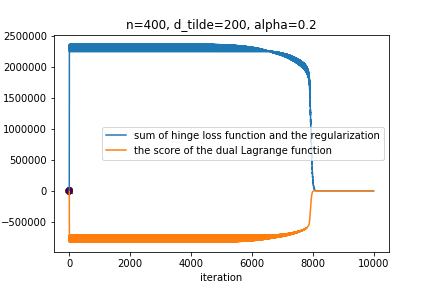 n=400, d_tilde=200, alpha=0.2
2500000
2000000
1500000
1000000
500000
0
−500000
sum of hinge loss function and the regularization
the score of the dual Lagrange function
0 2000 4000 6000 8000 10000
iteration